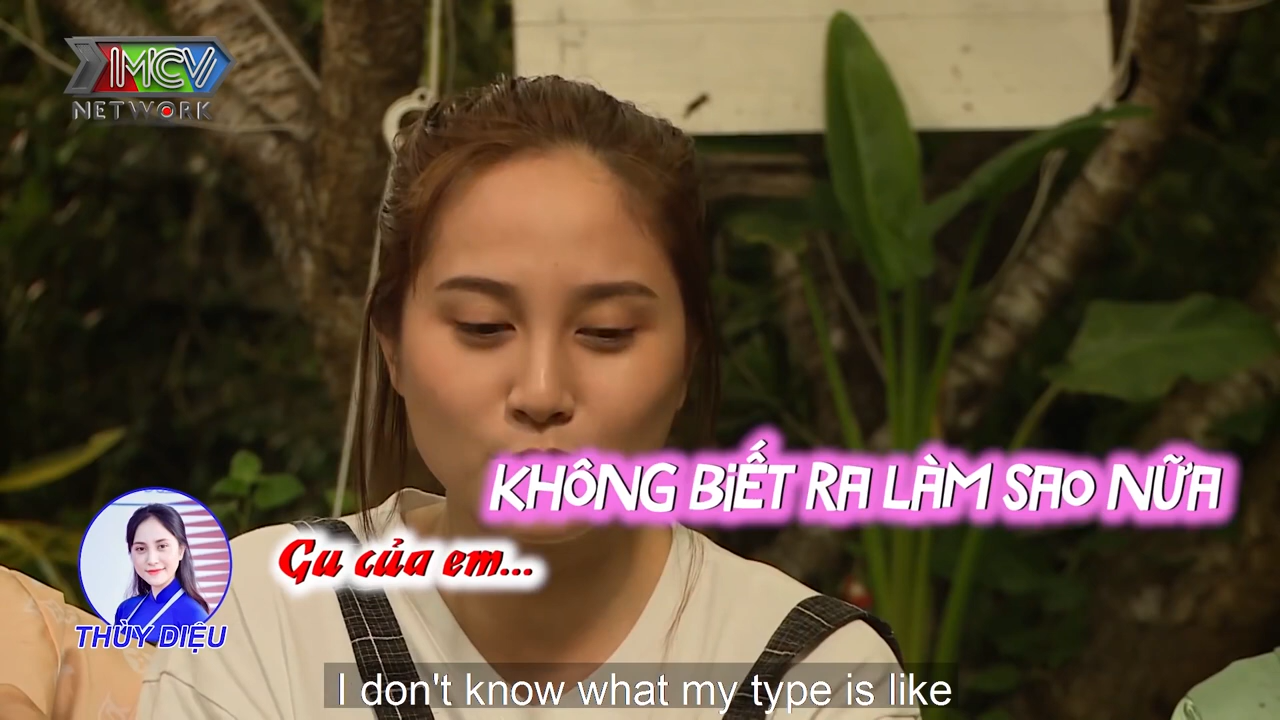 MCV
NETWORK
KHÔNG BIẾT RA LÀM SAO NỮA
Gu của em...
THÙY DIỆU
I don't know what my type is like